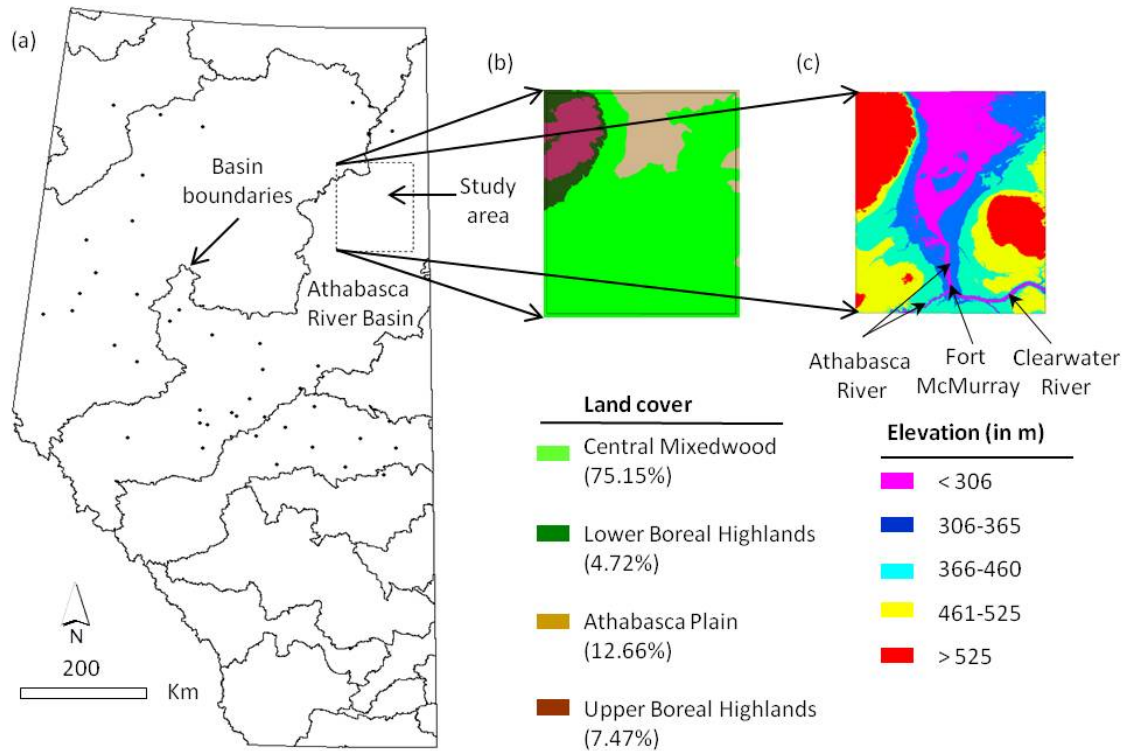 (a)
Basin
boundaries
Study
area
Athabasca
River Basin
N
200
Km
(b)
Land cover
Central Mixedwood
(75.15%)
Lower Boreal Highlands
(4.72%)
Athabasca Plain
(12.66%)
Upper Boreal Highlands
(7.47%)
(c)
Athabasca
River
Fort
McMurray
Clearwater
River
Elevation (in m)
< 306
306-365
366-460
461-525
> 525